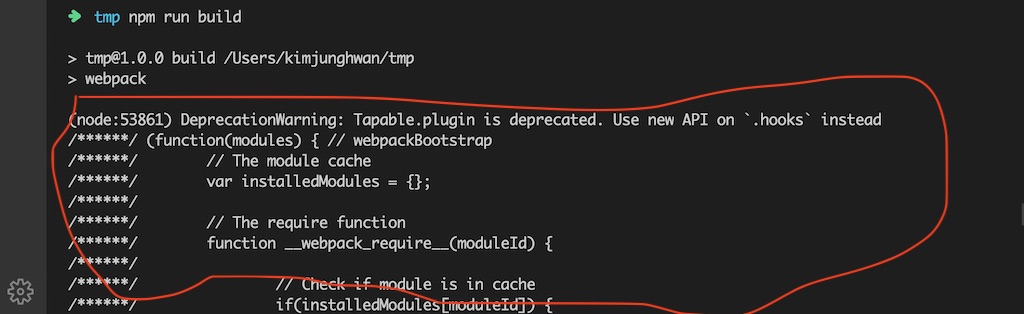 ➜ tmp npm run build
> tmp@1.0.0 build /Users/kimjunghwan/tmp
> webpack
(node:53861) DeprecationWarning: Tapable.plugin is deprecated. Use new API on `.hooks` instead
/******/ (function(modules) { // webpackBootstrap
/******/ // The module cache
/******/ var installedModules = {};
/******/
/******/ // The require function
/******/ function __webpack_require__(moduleId) {
/******/
/******/ // Check if module is in cache
/******/ if(installedModules[moduleId]) {